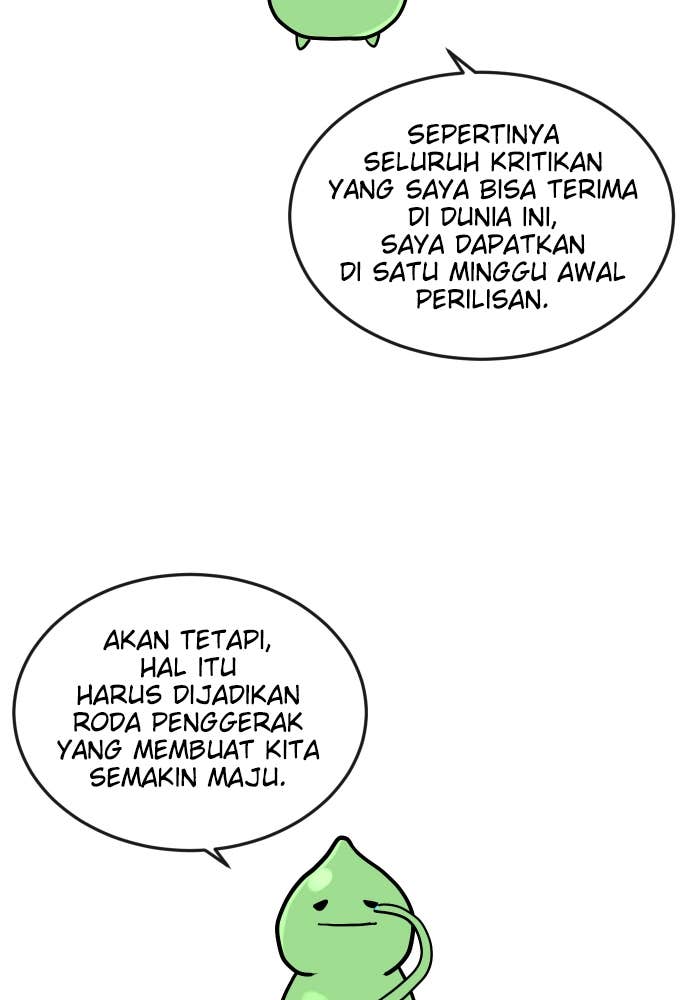 SEPERTINYA
SELURUH KRITIKAN
YANG SAYA BISA TERIMA
DI DUNIA INI,
SAYA DAPATKAN
DI SATU MINGGU AWAL
PERILISAN.
AKAN TETAPI,
HAL ITU
HARUS DIJADIKAN
RODA PENGGERAK
YANG MEMBUAT KITA
SEMAKIN MAJU.